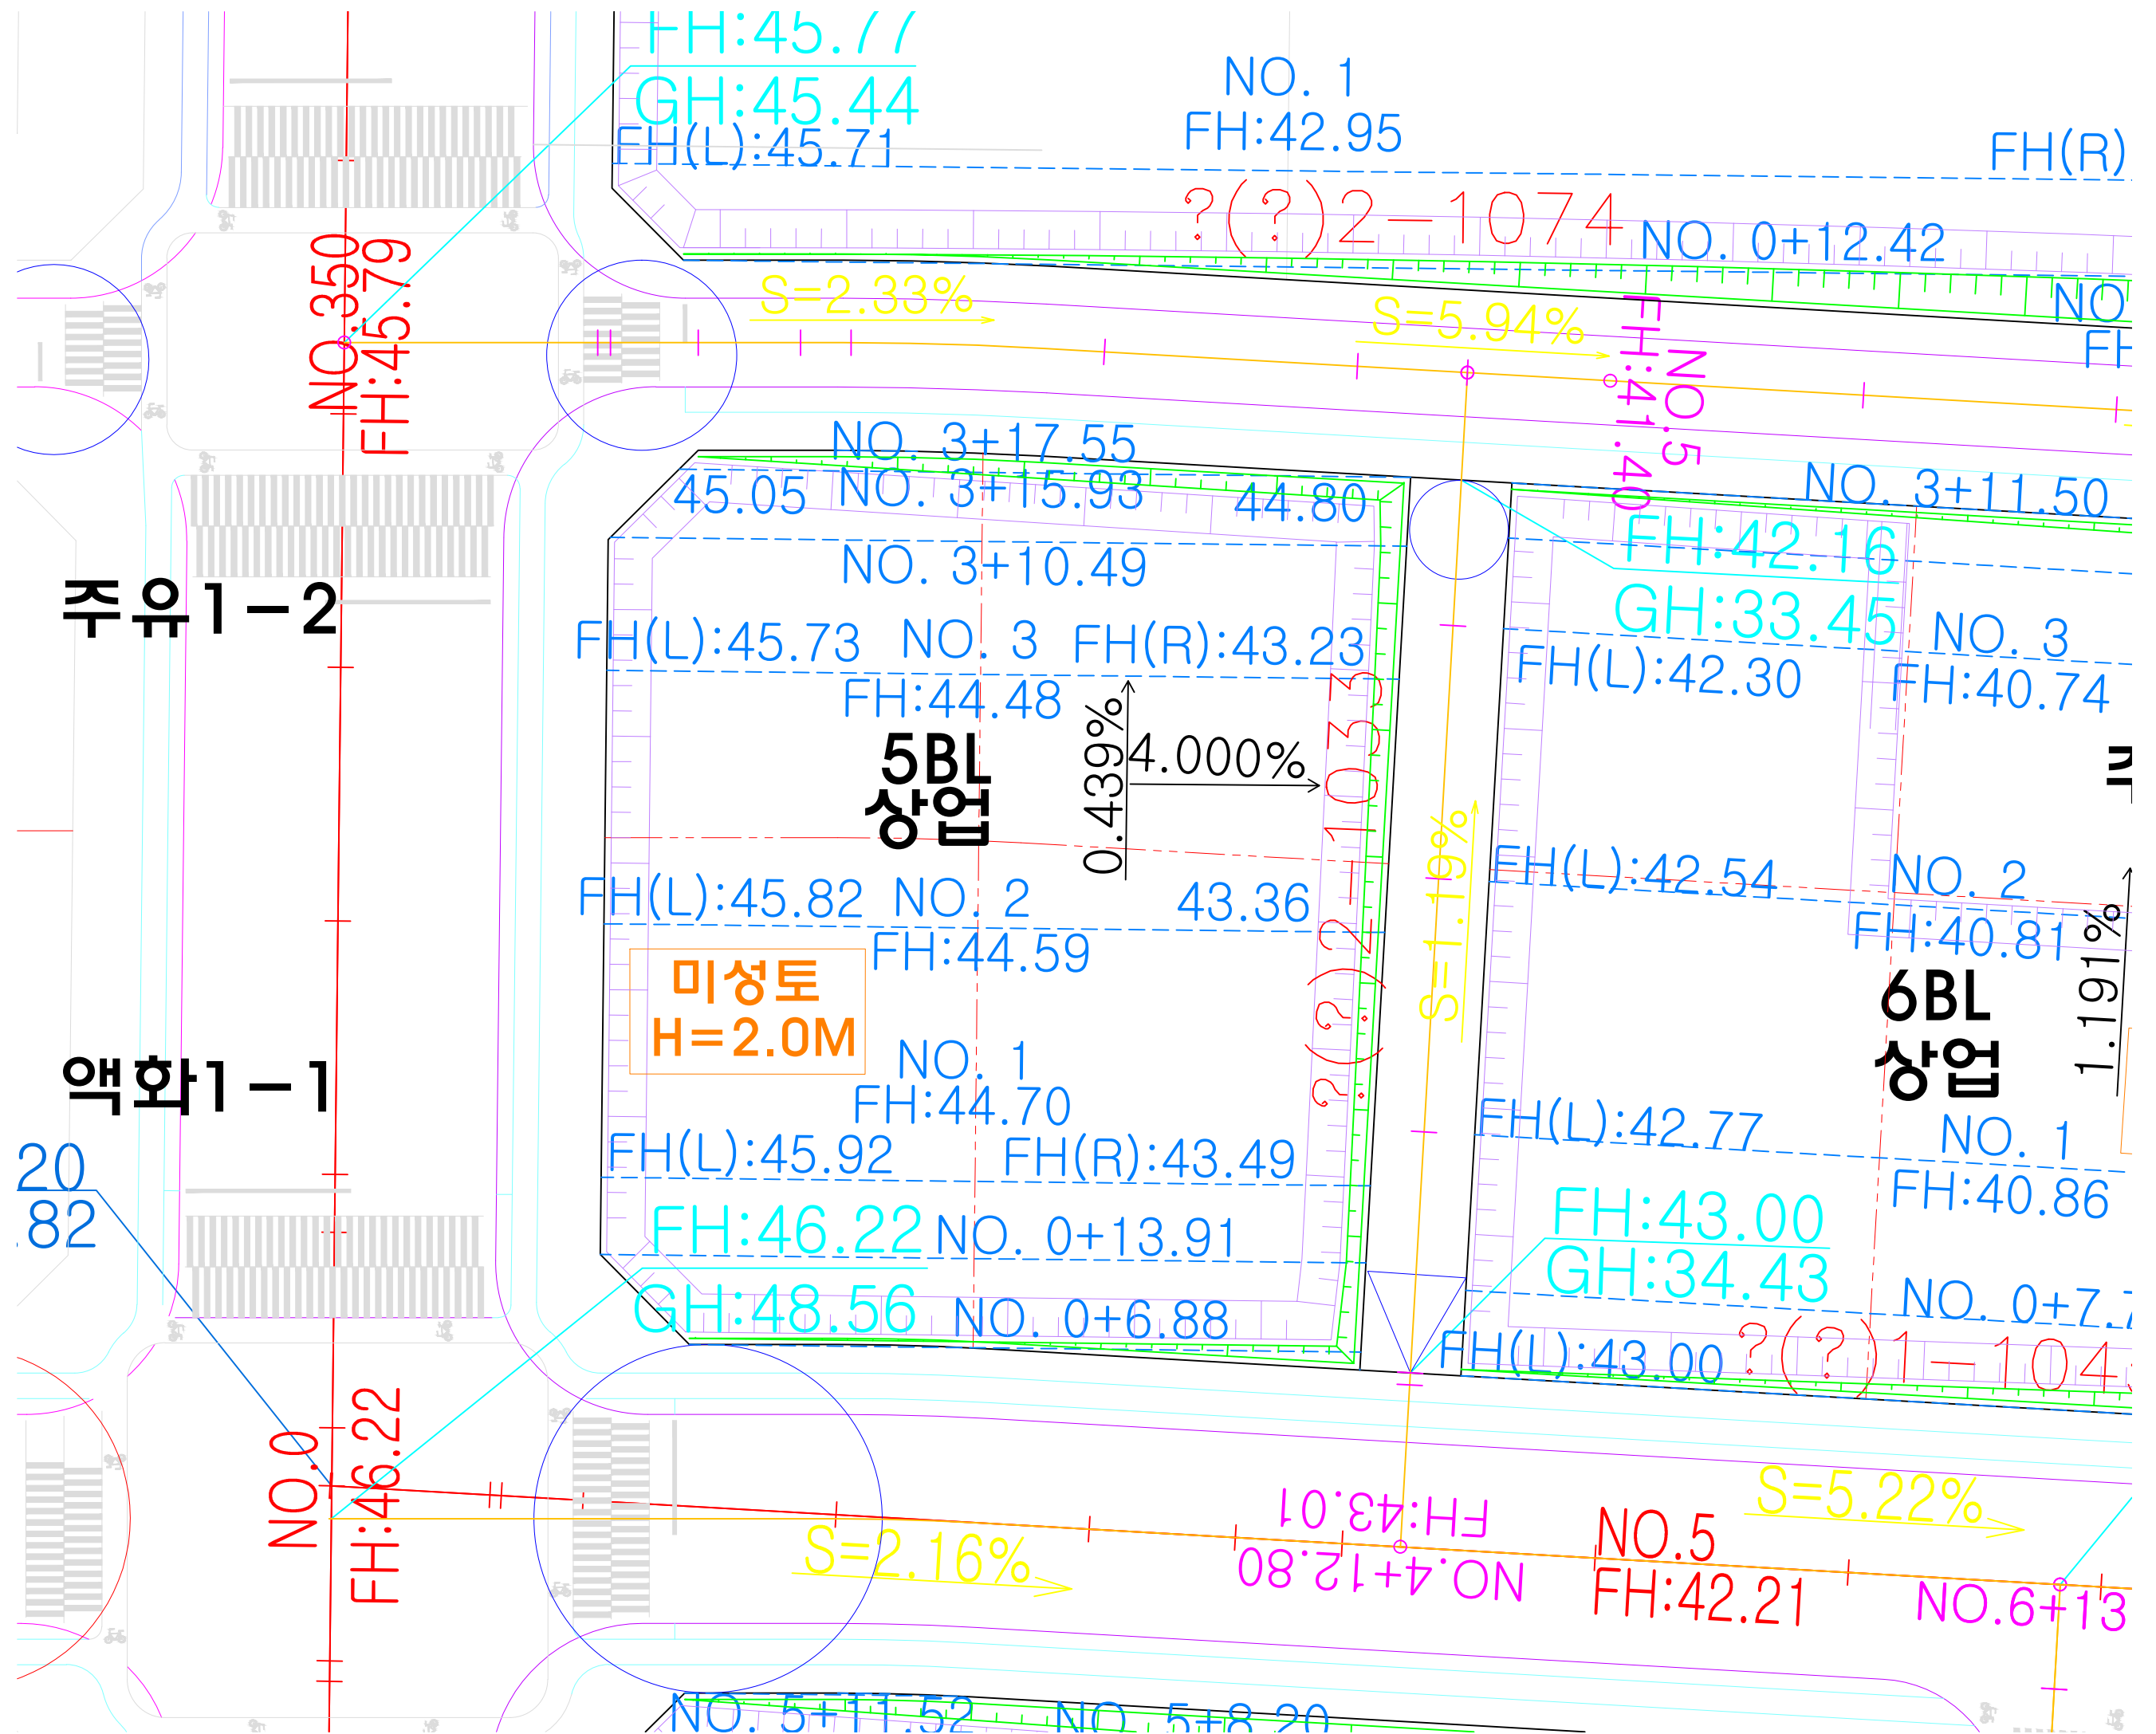 FH:45.77
GH:45.44
FH(L):45.71
NO. 1
FH:42.95
FH(R)
?(?)2-1074
NO. 0+12.42
NO
FH
NO.350
FH:45.79
S=2.33%
S=5.94%
NO.5
FH:41.40
NO. 3+17.55
45.05
NO. 3+15.93
44.80
NO. 3+11.50
FH:42.16
GH:33.45
NO. 3+10.49
주유1-2
FH(L):45.73
NO. 3
FH(R):43.23
FH:44.48
FH(L):42.30
NO. 3
FH:40.74
5BL
상업
0.439%
4.000%
?(?)2-1033
S=1.19%
FH(L):45.82
NO. 2
43.36
FH:44.59
FH(L):42.54
NO. 2
FH:40.81
1.191%
미성토
H=2.0M
6BL
상업
액화1-1
NO. 1
FH:44.70
FH(L):45.92
FH(R):43.49
FH(L):42.77
NO. 1
FH:40.86
20
.82
FH:46.22
GH:48.56
NO. 0+13.91
NO. 0+6.88
FH:43.00
GH:34.43
NO. 0+7.7
FH(L):43.00
?(?)1-104
NO.0
FH:46.22
S=2.16%
FH:43.01
NO.4+12.80
NO.5
FH:42.21
S=5.22%
NO.6+13
NO. 5+11.52
NO. 5+8.20